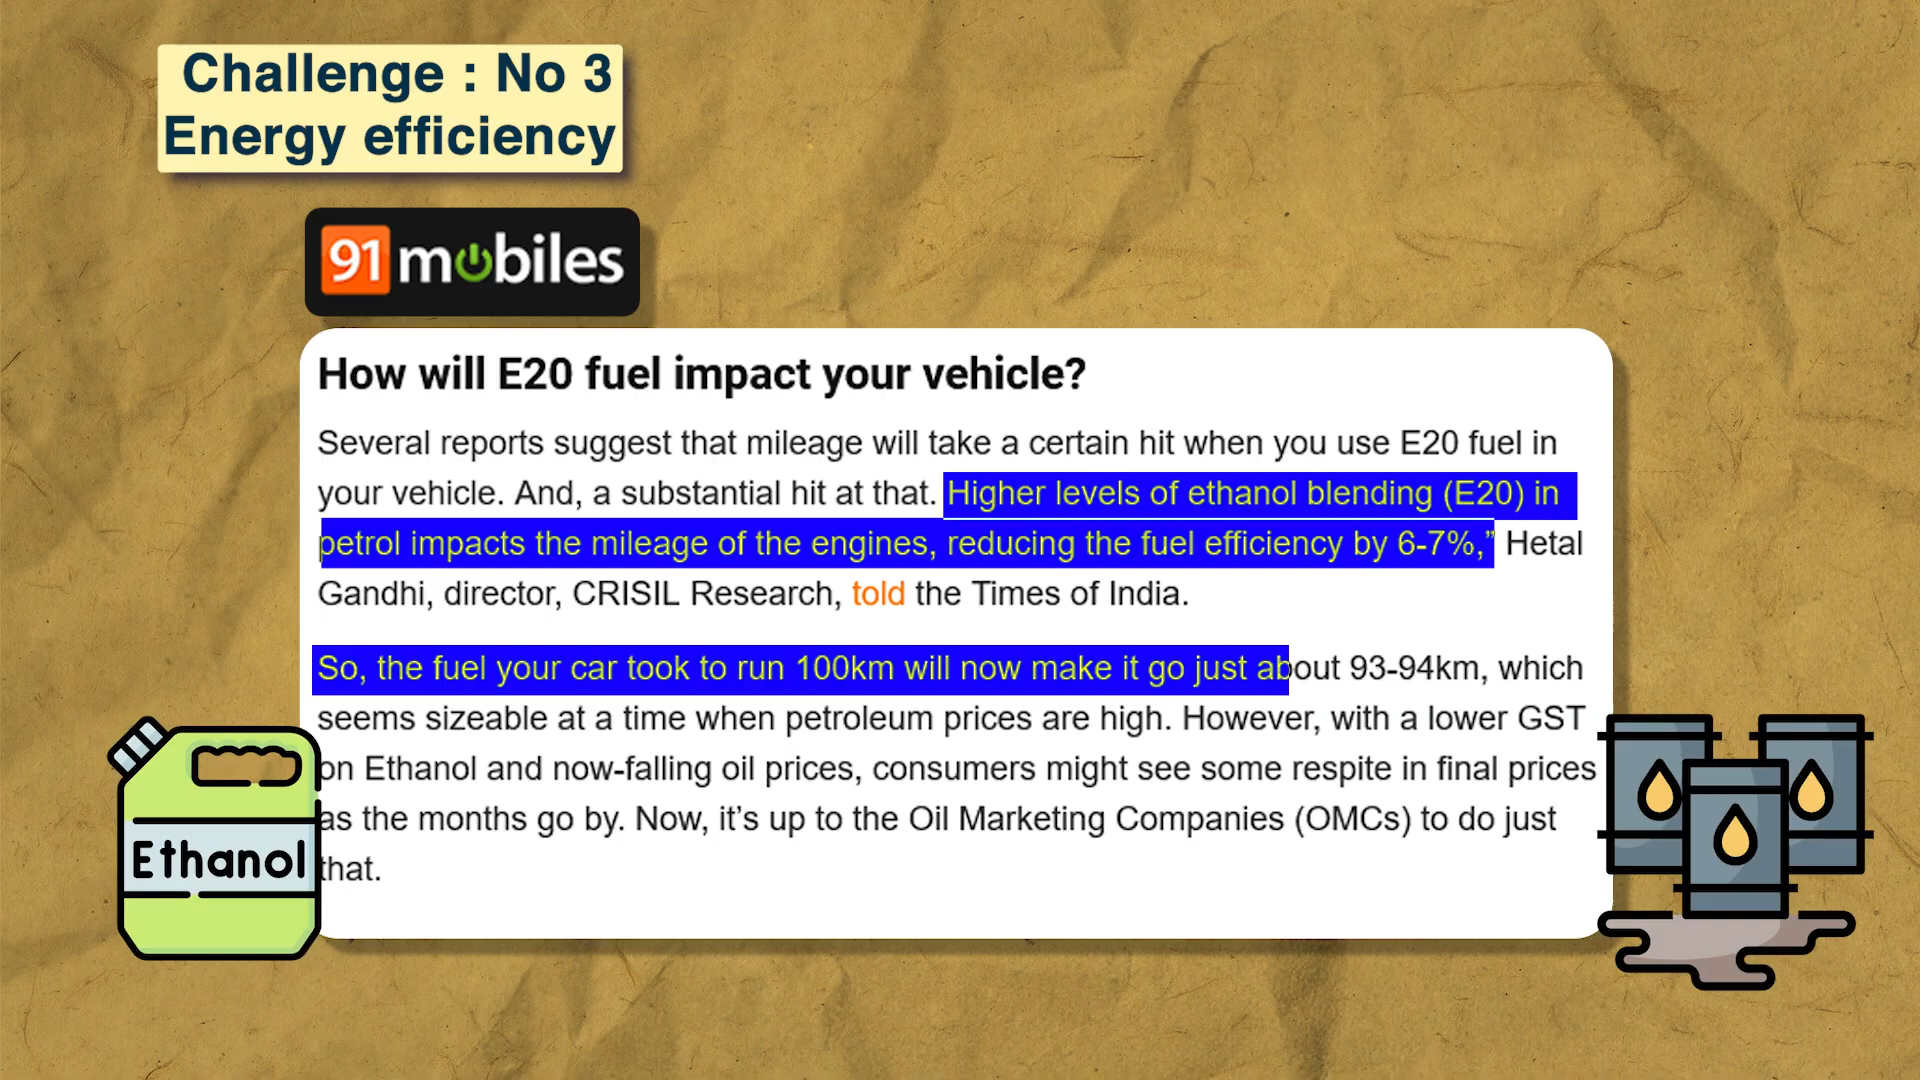 Challenge : No 3
Energy efficiency
91mobiles
How will E20 fuel impact your vehicle?
Several reports suggest that mileage will take a certain hit when you use E20 fuel in
your vehicle. And, a substantial hit at that. Higher levels of ethanol blending (E20) in
petrol impacts the mileage of the engines, reducing the fuel efficiency by 6-7%,” Hetal
Gandhi, director, CRISIL Research, told the Times of India.
So, the fuel your car took to run 100km will now make it go just about 93-94km, which
seems sizeable at a time when petroleum prices are high. However, with a lower GST
on Ethanol and now-falling oil prices, consumers might see some respite in final prices
as the months go by. Now, it’s up to the Oil Marketing Companies (OMCs) to do just
that.
Ethanol